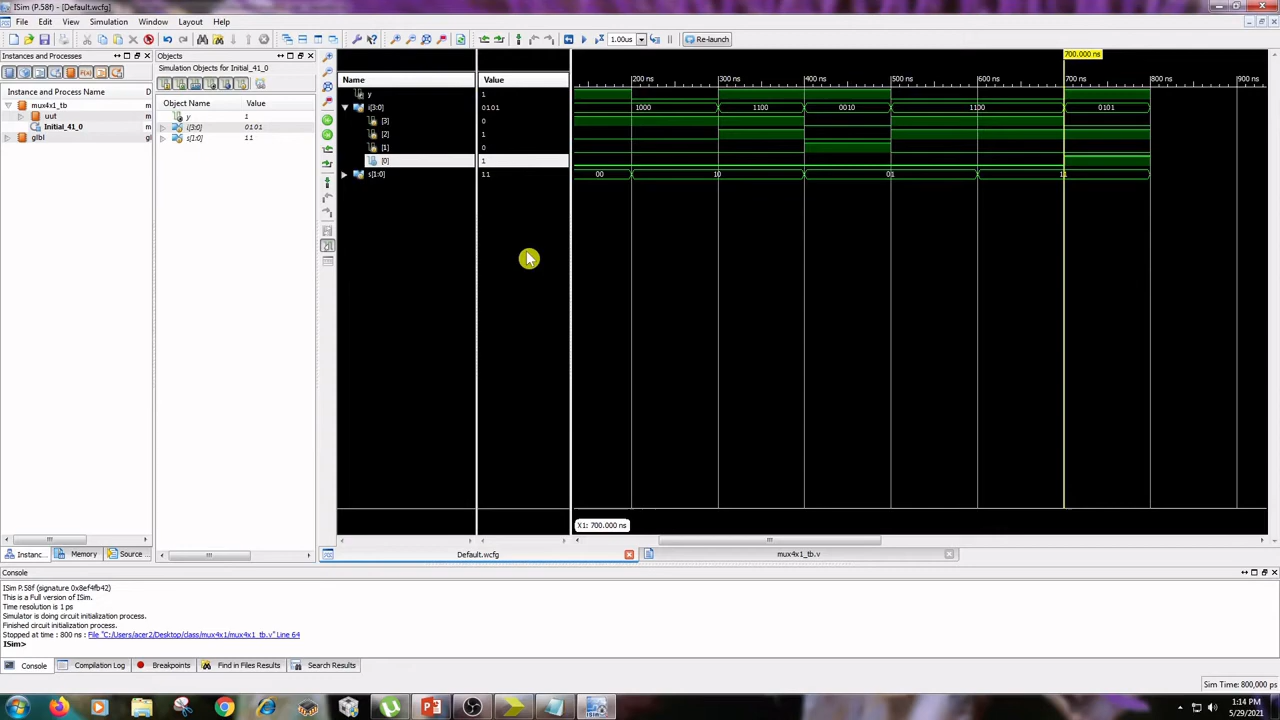 ISim (P.58f) - [Default.wcfg]
File Edit View Simulation Window Layout Help
1.00us Re-launch
Instances and Processes
Objects
Simulation Objects for Initial_41_0
Instance and Process Name D
mux4x1_tb m
uut m
Initial_41_0 m
glbl gl
Object Name Value
y 1
i[3:0] 0101
s[1:0] 11
Name Value
y 1
i[3:0] 0101
[3] 0
[2] 1
[1] 0
[0] 1
s[1:0] 11
700.000 ns
200 ns 300 ns 400 ns 500 ns 600 ns 700 ns 800 ns 900 ns
1000 1100 0010 1100 0101
00 10 01 11
X1: 700.000 ns
Instanc... Memory Source ...
Default.wcfg mux4x1_tb.v
Console
ISim P.58f (signature 0x8ef4fb42)
This is a Full version of ISim.
Time resolution is 1 ps
Simulator is doing circuit initialization process.
Finished circuit initialization process.
Stopped at time : 800 ns : File "C:/Users/acer2/Desktop/class/mux4x1/mux4x1_tb.v" Line 64
ISim>
Console Compilation Log Breakpoints Find in Files Results Search Results
Sim Time: 800,000 ps
1:14 PM
5/29/2021